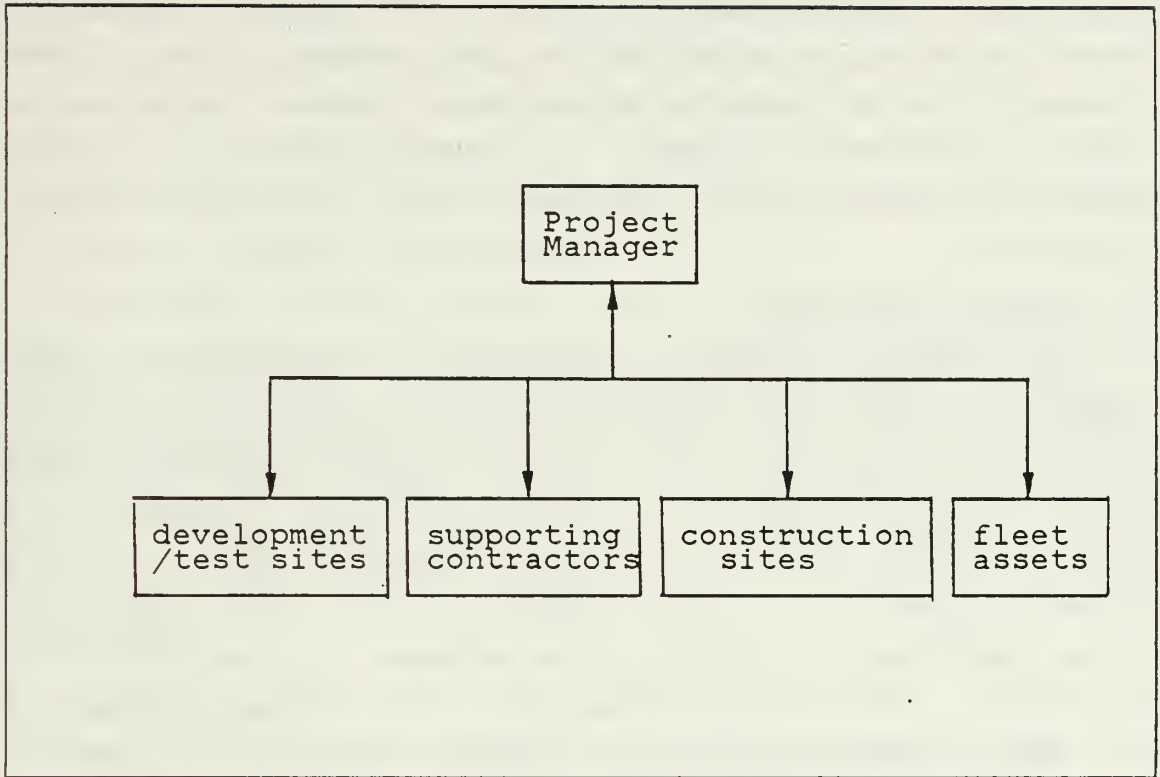 Project
Manager
development
/test sites
supporting
contractors
construction
sites
fleet
assets